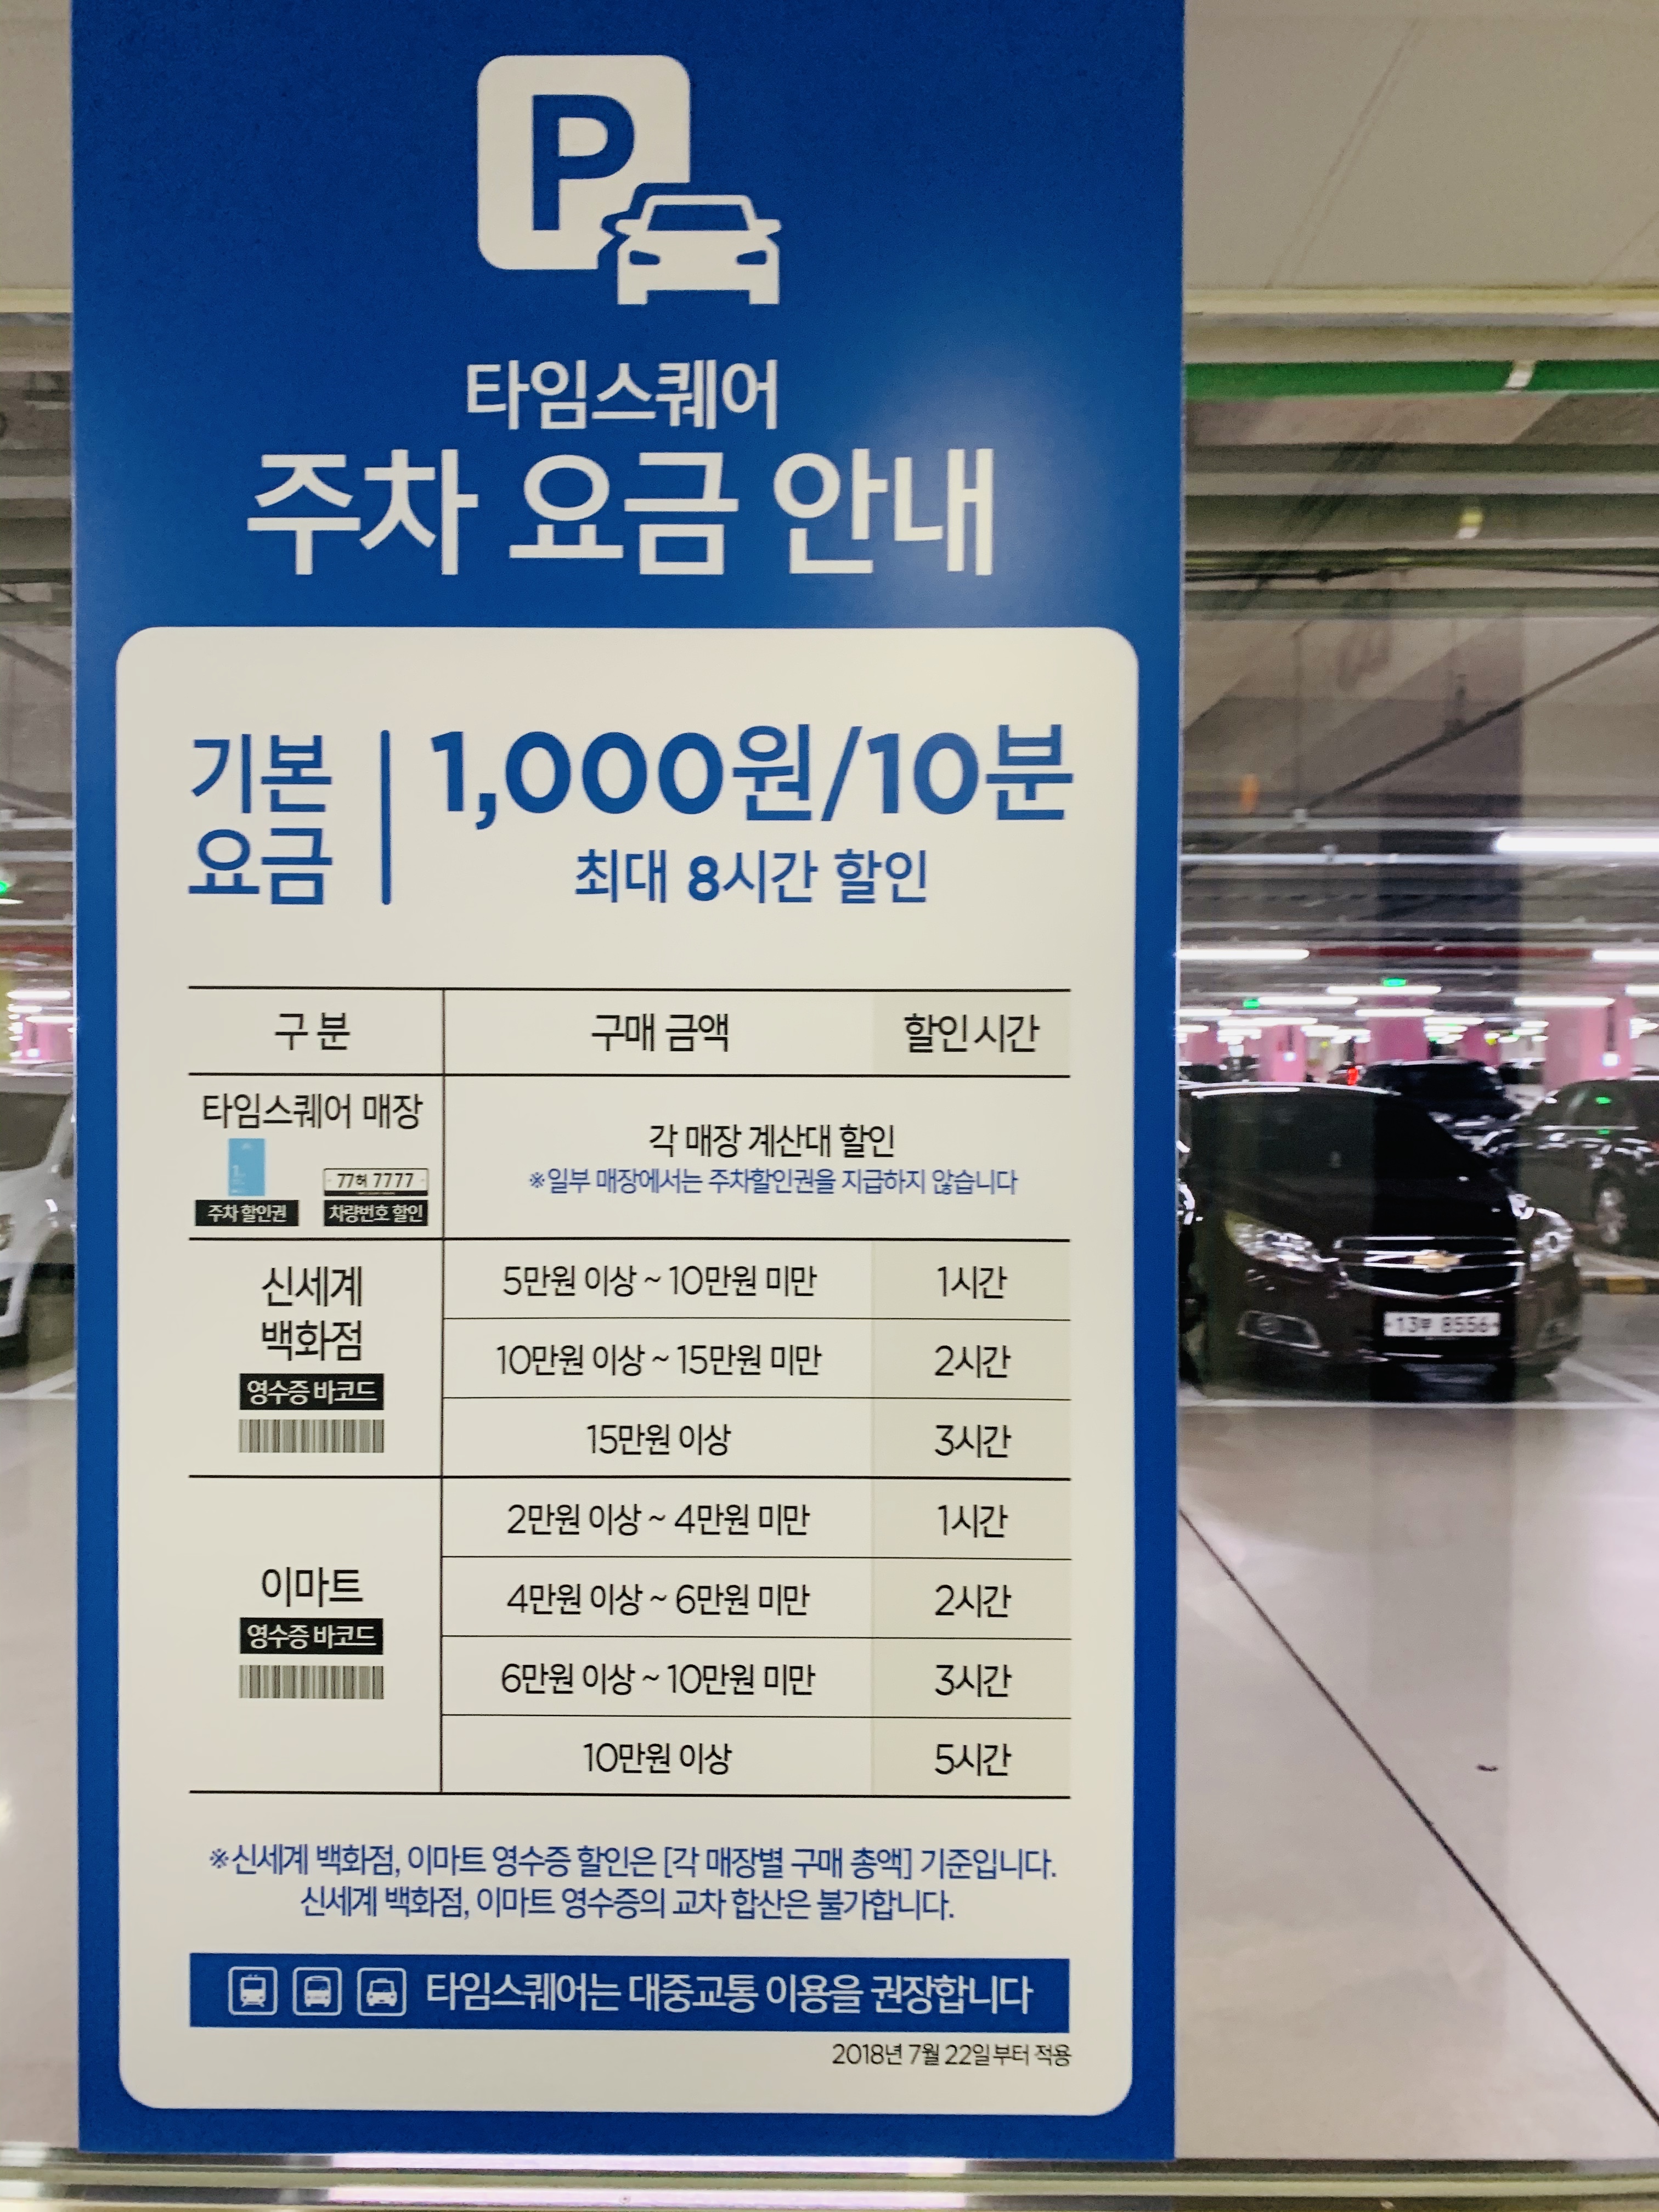 P
타임스퀘어
주차 요금 안내
기본 요금
1,000원/10분
최대 8시간 할인
구 분 구매 금액 할인 시간
타임스퀘어 매장
77허 7777
주차 할인권 차량번호 할인
각 매장 계산대 할인
※일부 매장에서는 주차할인권을 지급하지 않습니다
신세계
백화점
영수증 바코드
5만원 이상 ~ 10만원 미만 1시간
10만원 이상 ~ 15만원 미만 2시간
15만원 이상 3시간
이마트
영수증 바코드
2만원 이상 ~ 4만원 미만 1시간
4만원 이상 ~ 6만원 미만 2시간
6만원 이상 ~ 10만원 미만 3시간
10만원 이상 5시간
※신세계 백화점, 이마트 영수증 할인은 [각 매장별 구매 총액] 기준입니다.
신세계 백화점, 이마트 영수증의 교차 합산은 불가합니다.
타임스퀘어는 대중교통 이용을 권장합니다
2018년 7월 22일부터 적용
8556